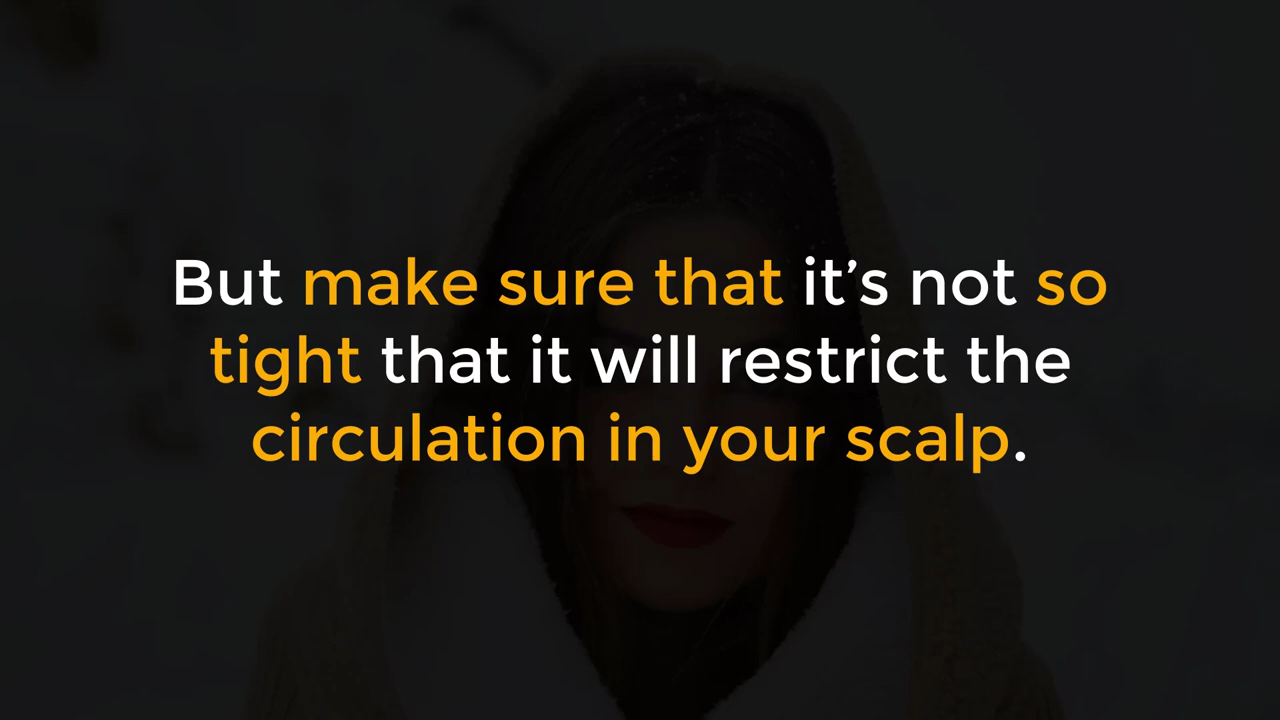 But make sure that it’s not so
tight that it will restrict the
circulation in your scalp.